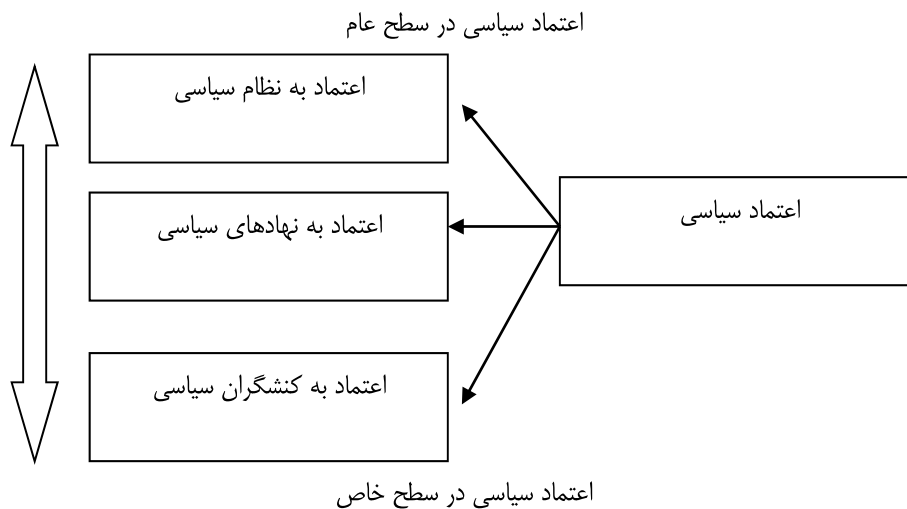 اعتماد سیاسی در سطح عام
اعتماد به نظام سیاسی
اعتماد سیاسی
اعتماد به نهادهای سیاسی
اعتماد به کنشگران سیاسی
اعتماد سیاسی در سطح خاص